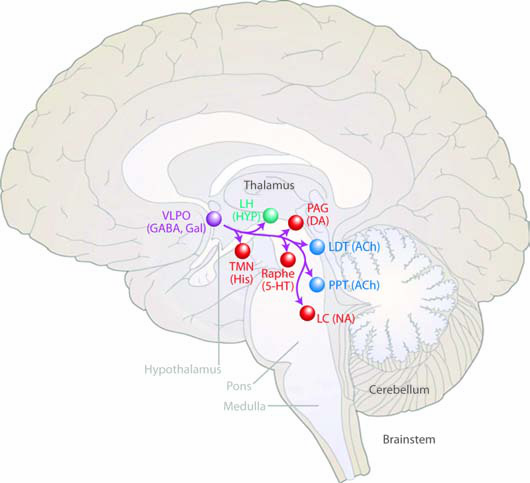 Thalamus
LH
(HYP)
PAG
(DA)
VLPO
(GABA, Gal)
LDT (ACh)
TMN
(His)
Raphe
(5-HT)
PPT (ACh)
LC (NA)
Hypothalamus
Pons
Cerebellum
Medulla
Brainstem